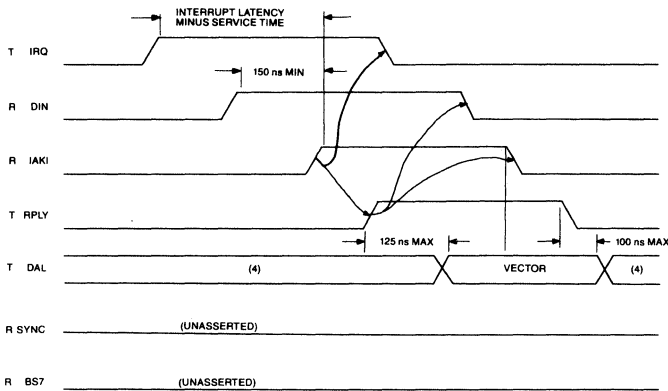 INTERRUPT LATENCY
MINUS SERVICE TIME
T IRQ
150 ns MIN
R DIN
R IAKI
T RPLY
125 ns MAX
100 ns MAX
T DAL
(4)
VECTOR
(4)
R SYNC
(UNASSERTED)
R BS7
(UNASSERTED)